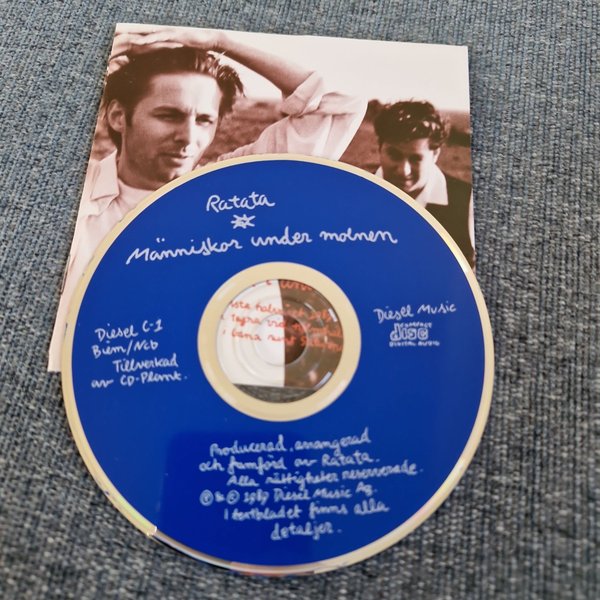 Ratata
Människor under molnen
Diesel C-1
Biem/Ncb
Tillverkad
av CD-Plant.
Diesel Music
COMPACT
disc
DIGITAL AUDIO
Producerad, arrangerad
och framförd av Ratata.
Alla rättigheter reserverade.
℗ & © 1989 Diesel Music AG.
I textbladet finns alla
detaljer.